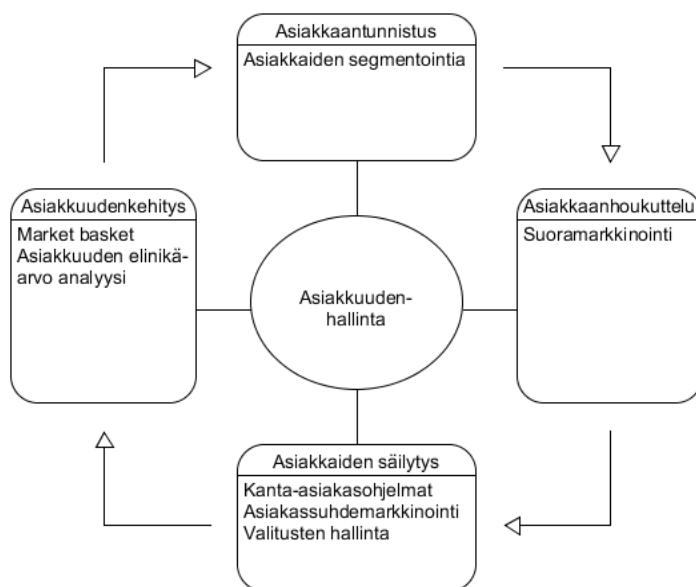 Asiakkaantunnistus
Asiakkaiden segmentointia
Asiakkuudenkehitys
Market basket
Asiakkuuden elinikä-
arvo analyysi
Asiakkuuden-
hallinta
Asiakkaanhoukuttelu
Suoramarkkinointi
Asiakkaiden säilytys
Kanta-asiakasohjelmat
Asiakassuhdemarkkinointi
Valitusten hallinta